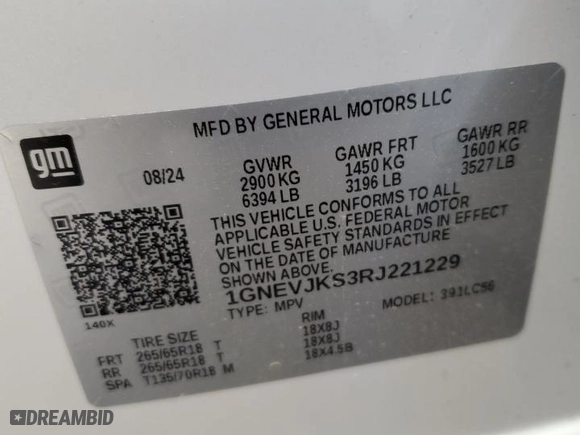 MFD BY GENERAL MOTORS LLC
gm
08/24
GVWR GAWR FRT GAWR RR
2900 KG 1450 KG 1600 KG
6394 LB 3196 LB 3527 LB
THIS VEHICLE CONFORMS TO ALL
APPLICABLE U.S. FEDERAL MOTOR
VEHICLE SAFETY STANDARDS IN EFFECT
ON THE DATE OF MANUFACTURE
SHOWN ABOVE.
1GNEVJKS3RJ221229
TYPE: MPV MODEL: 391LC56
140X
TIRE SIZE RIM
FRT 265/65R18 T 18X8J
RR 265/65R18 T 18X8J
SPA T135/70R18 M 18X4.5B
DREAMBID